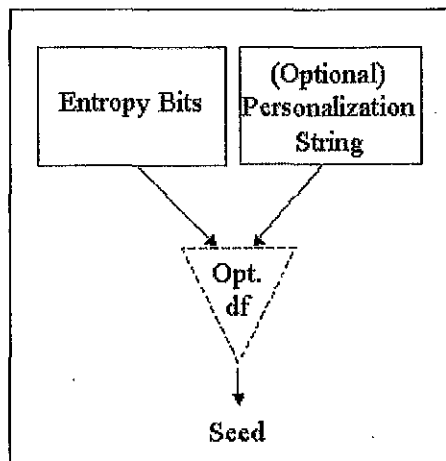 Entropy Bits
(Optional)
Personalization
String
Opt.
df
Seed